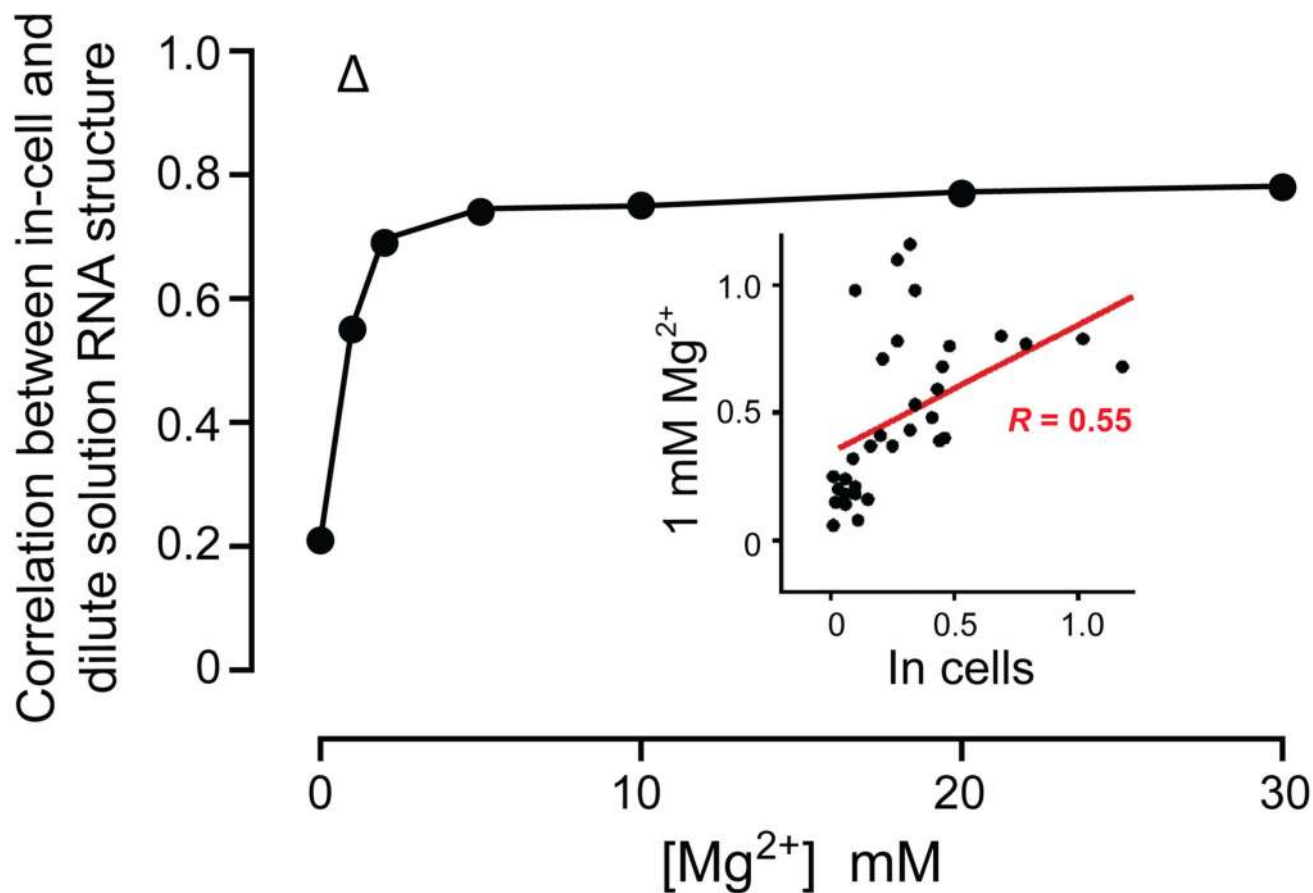 Correlation between in-cell and
dilute solution RNA structure
1.0
0.8
0.6
0.4
0.2
0
Δ
1 mM Mg²⁺
1.0
0.5
0
R = 0.55
0 0.5 1.0
In cells
0 10 20 30
[Mg²⁺] mM